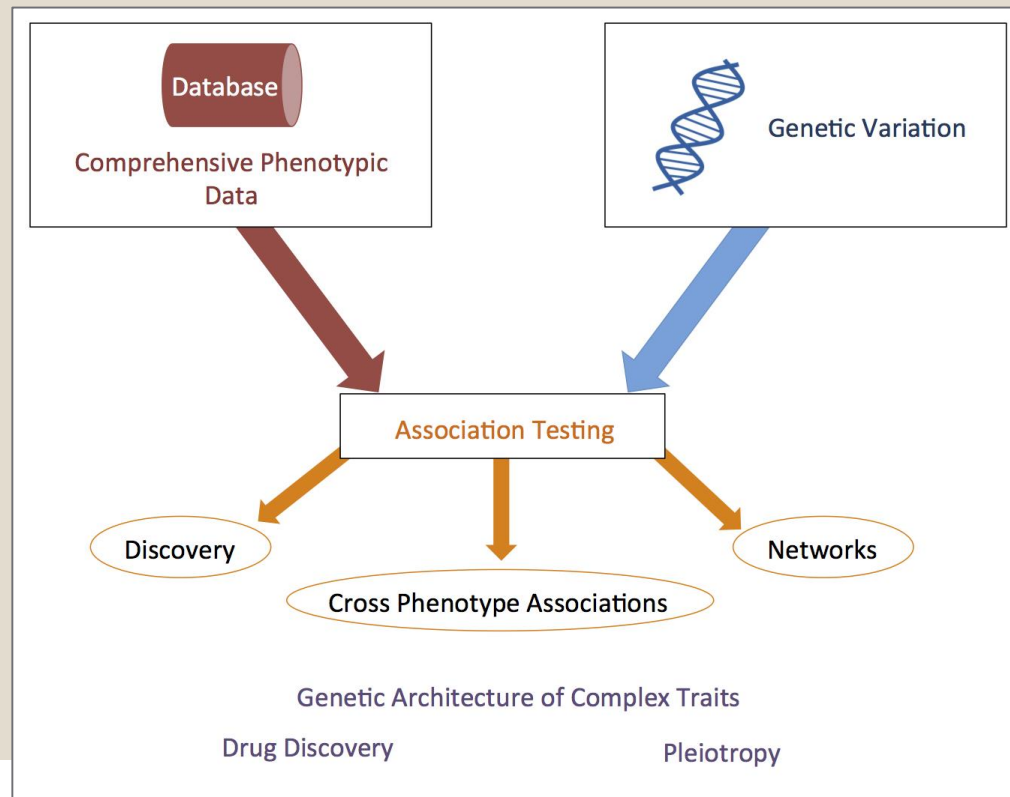 Database
Comprehensive Phenotypic
Data
Genetic Variation
Association Testing
Discovery
Networks
Cross Phenotype Associations
Genetic Architecture of Complex Traits
Drug Discovery
Pleiotropy